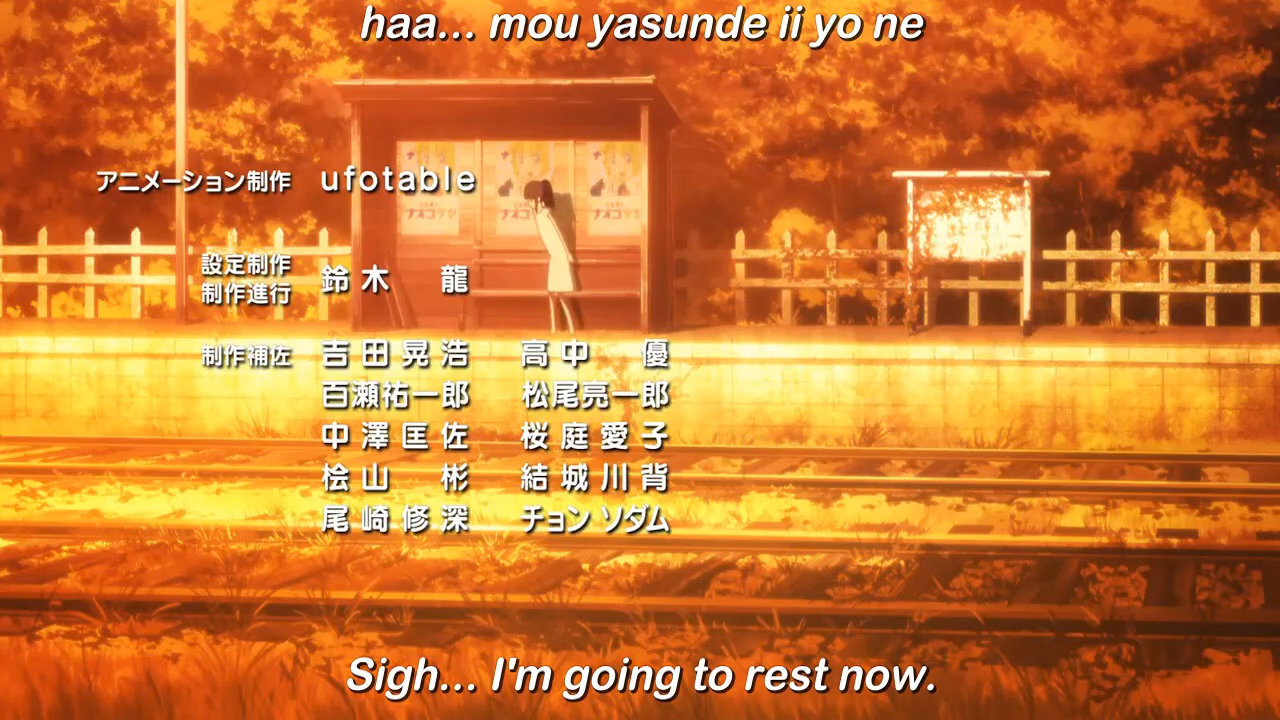 haa... mou yasunde ii yo ne
アニメーション制作 ufotable
設定制作
制作進行 鈴木 龍
制作補佐 吉田晃浩 高中 優
百瀬祐一郎 松尾亮一郎
中澤匡佐 桜庭愛子
桧山 彬 結城川背
尾崎修深 チョン ソダム
Sigh... I'm going to rest now.